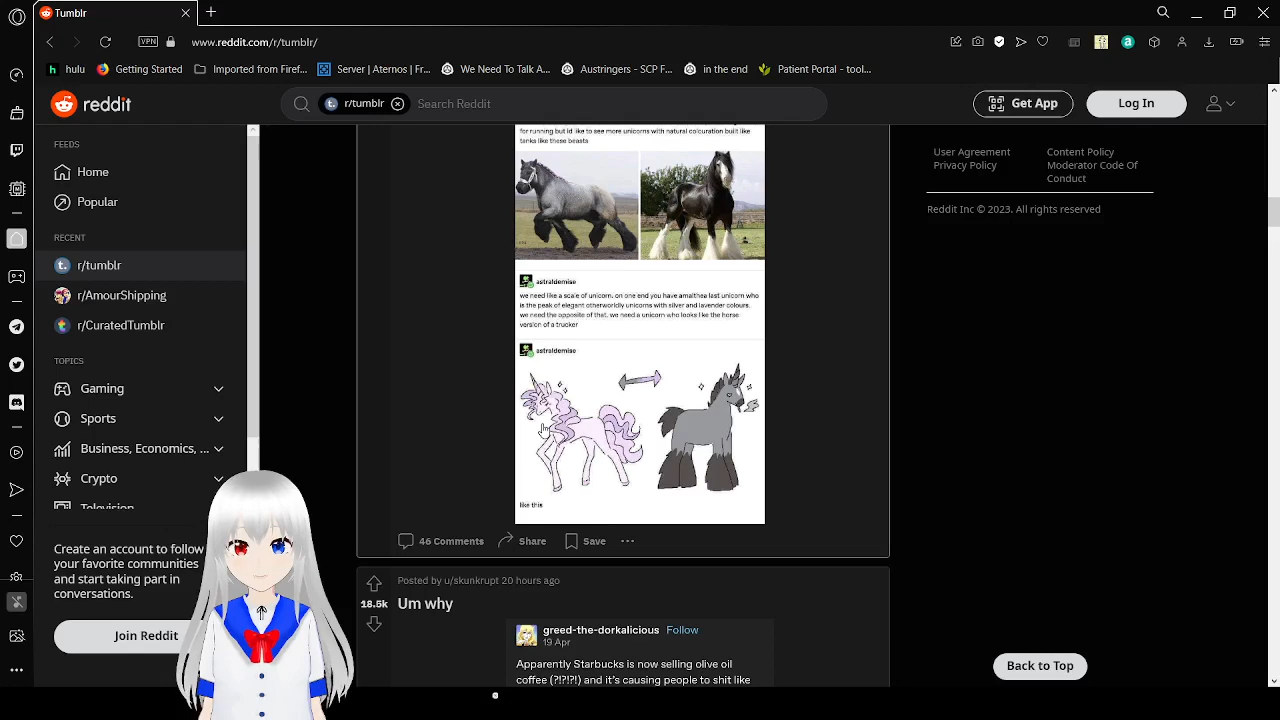 Tumblr
VPN
www.reddit.com/r/tumblr/
hulu
Getting Started
Imported from Firef...
Server | Aternos | Fr...
We Need To Talk A...
Austringers - SCP F...
in the end
Patient Portal - tool...
reddit
r/tumblr
Search Reddit
Get App
Log In
FEEDS
Home
Popular
RECENT
r/tumblr
r/AmourShipping
r/CuratedTumblr
TOPICS
Gaming
Sports
Business, Economics, ...
Crypto
Television
Create an account to follow
your favorite communities
and start taking part in
conversations.
Join Reddit
for running but id like to see more unicorns with natural colouration built like
tanks like these beasts
astraldemise
we need like a scale of unicorn. on one end you have amalthea last unicorn who
is the peak of elegant otherworldly unicorns with silver and lavender colours.
we need the opposite of that. we need a unicorn who looks like the horse
version of a trucker
astraldemise
like this
46 Comments
Share
Save
Posted by u/skunkrupt 20 hours ago
18.5k
Um why
greed-the-dorkalicious Follow
19 Apr
Apparently Starbucks is now selling olive oil
coffee (?!?!?!) and it's causing people to shit like
User Agreement
Privacy Policy
Content Policy
Moderator Code Of
Conduct
Reddit Inc © 2023. All rights reserved
Back to Top